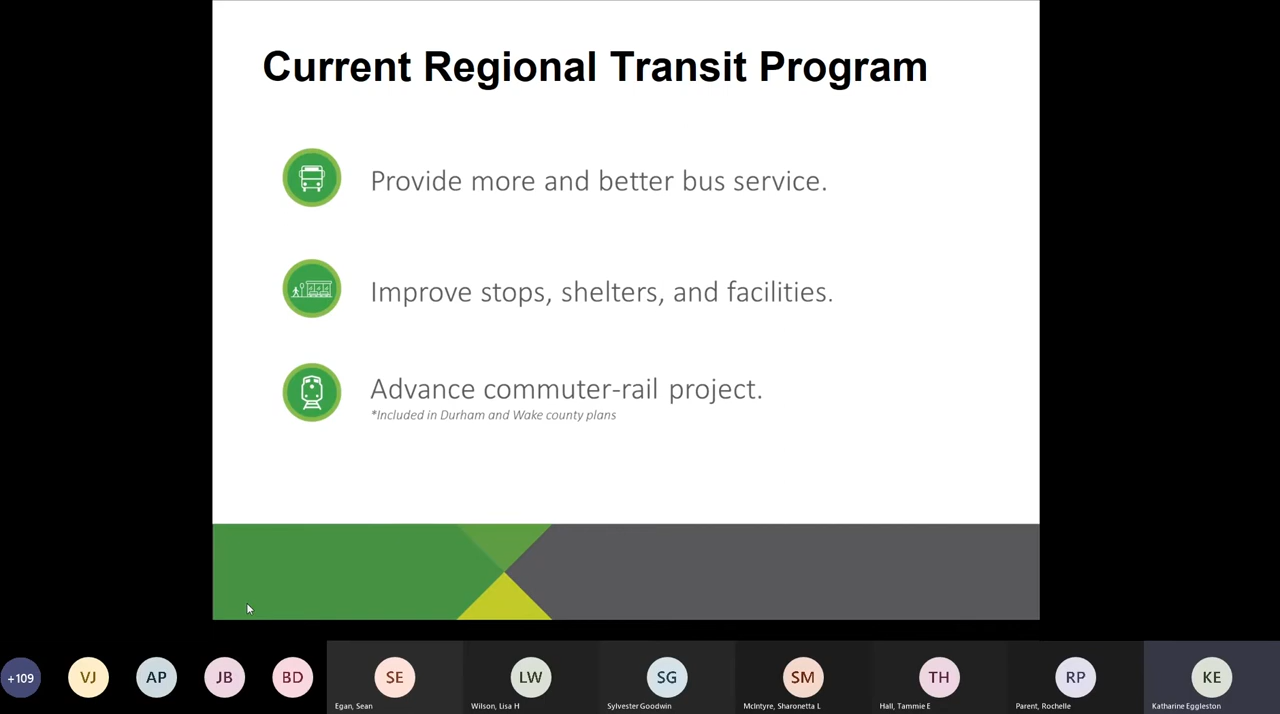 Current Regional Transit Program
Provide more and better bus service.
Improve stops, shelters, and facilities.
Advance commuter-rail project.
*Included in Durham and Wake county plans
+109
VJ
AP
JB
BD
SE
LW
SG
SM
TH
RP
KE
Egan, Sean
Wilson, Lisa H
Sylvester Goodwin
McIntyre, Sharonetta L
Hall, Tammie E
Parent, Rochelle
Katharine Eggleston